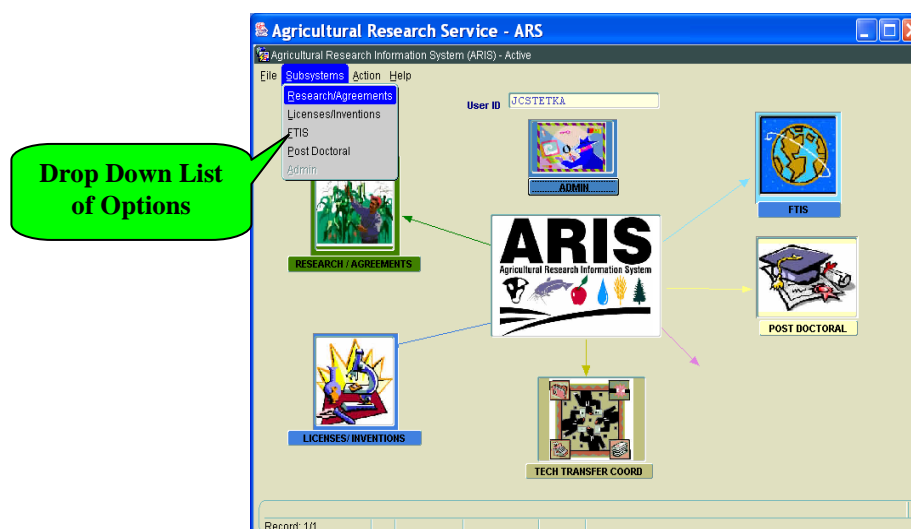 Agricultural Research Service - ARS
Agricultural Research Information System (ARIS) - Active
File Subsystems Action Help
Research/Agreements
Licenses/Inventions
FTIS
Post Doctoral
Admin
User ID JCSTETKA
Drop Down List
of Options
ADMIN
FTIS
RESEARCH / AGREEMENTS
ARIS
Agricultural Research Information System
POST DOCTORAL
LICENSES/ INVENTIONS
TECH TRANSFER COORD
Record: 1/1